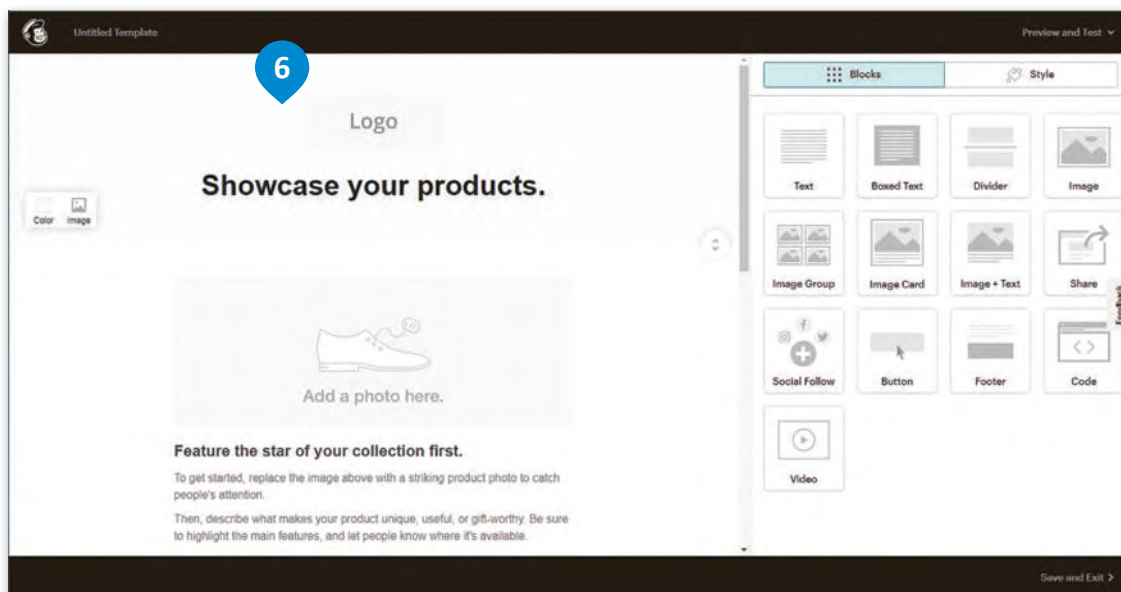 Untitled Template
Preview and Test
6
Logo
Showcase your products.
Color Image
Add a photo here.
Feature the star of your collection first.
To get started, replace the image above with a striking product photo to catch
people's attention.
Then, describe what makes your product unique, useful, or gift-worthy. Be sure
to highlight the main features, and let people know where it's available.
Blocks Style
Text Boxed Text Divider Image
Image Group Image Card Image + Text Share
Social Follow Button Footer Code
Video
Feedback
Save and Exit